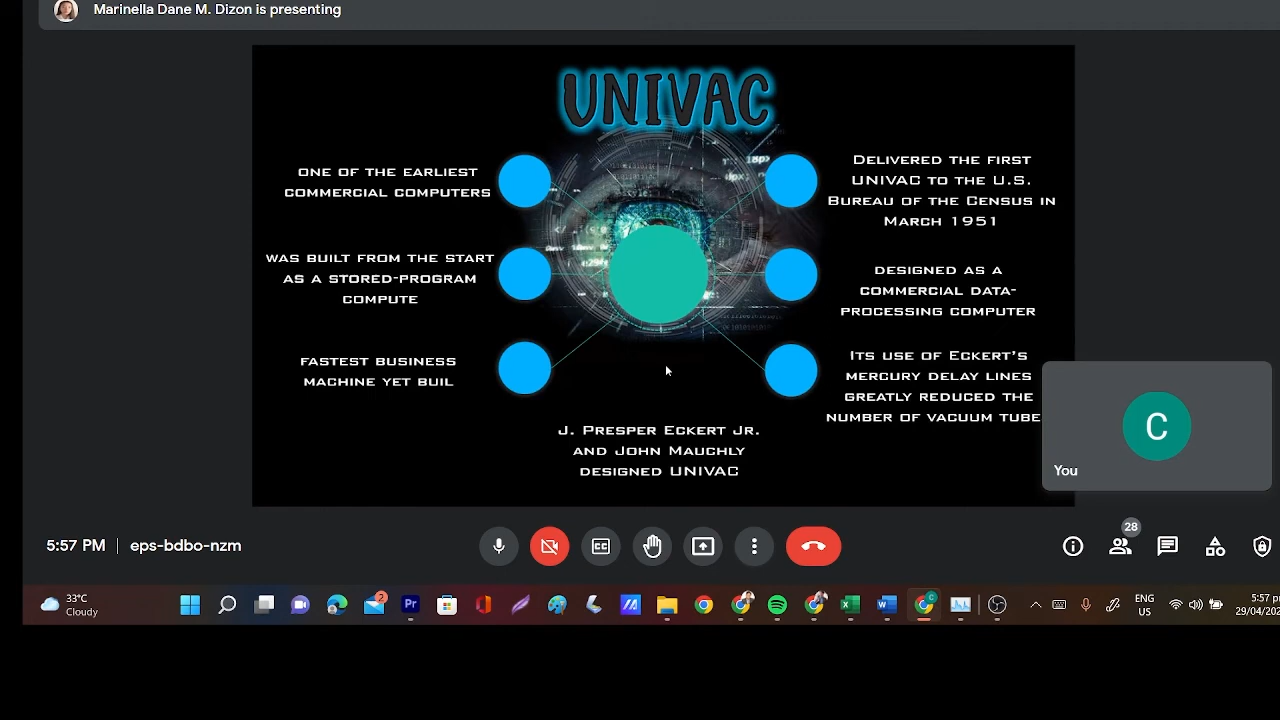 Marinella Dane M. Dizon is presenting
UNIVAC
ONE OF THE EARLIEST
COMMERCIAL COMPUTERS
WAS BUILT FROM THE START
AS A STORED-PROGRAM
COMPUTE
FASTEST BUSINESS
MACHINE YET BUIL
DELIVERED THE FIRST
UNIVAC TO THE U.S.
BUREAU OF THE CENSUS IN
MARCH 1951
DESIGNED AS A
COMMERCIAL DATA-
PROCESSING COMPUTER
ITS USE OF ECKERT'S
MERCURY DELAY LINES
GREATLY REDUCED THE
NUMBER OF VACUUM TUBE
J. PRESPER ECKERT JR.
AND JOHN MAUCHLY
DESIGNED UNIVAC
C
You
5:57 PM | eps-bdbo-nzm
28
33°C
Cloudy
2
Pr
ENG
US
5:57 p
29/04/202